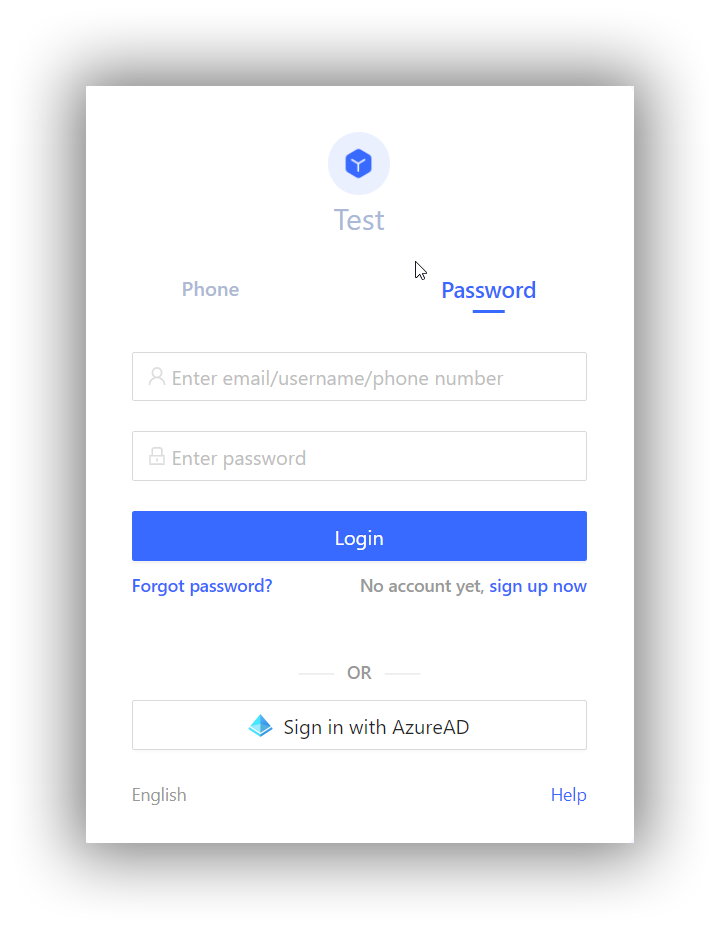 Test
Phone Password
Enter email/username/phone number
Enter password
Login
Forgot password? No account yet, sign up now
OR
Sign in with AzureAD
English Help